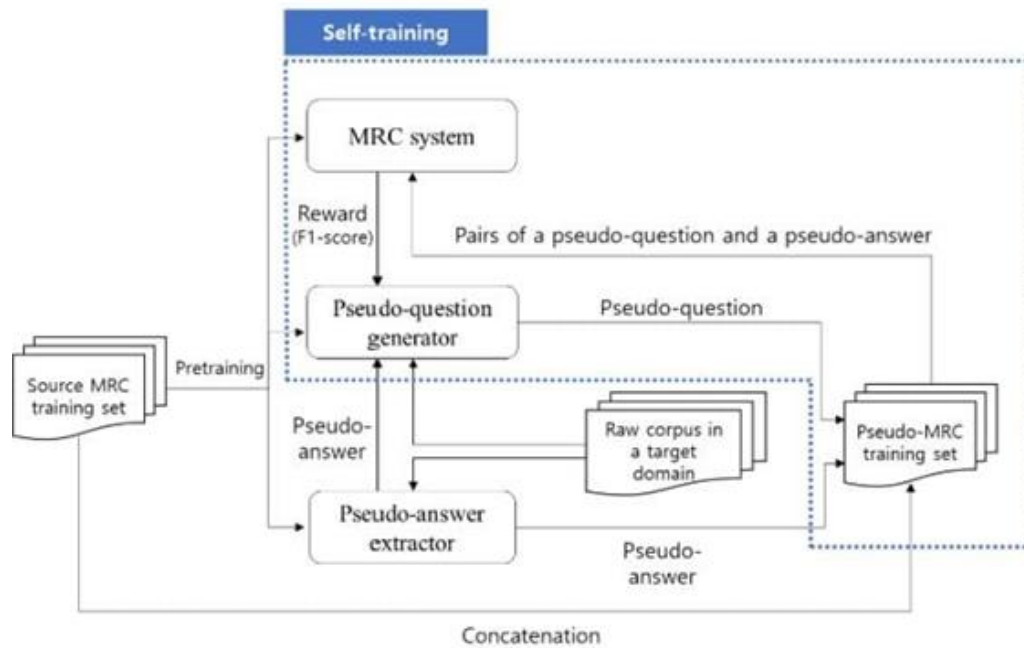 Self-training
MRC system
Reward
(F1-score)
Pairs of a pseudo-question and a pseudo-answer
Pseudo-question
generator
Pseudo-question
Source MRC
training set
Pretraining
Pseudo-
answer
Raw corpus in
a target
domain
Pseudo-MRC
training set
Pseudo-answer
extractor
Pseudo-
answer
Concatenation